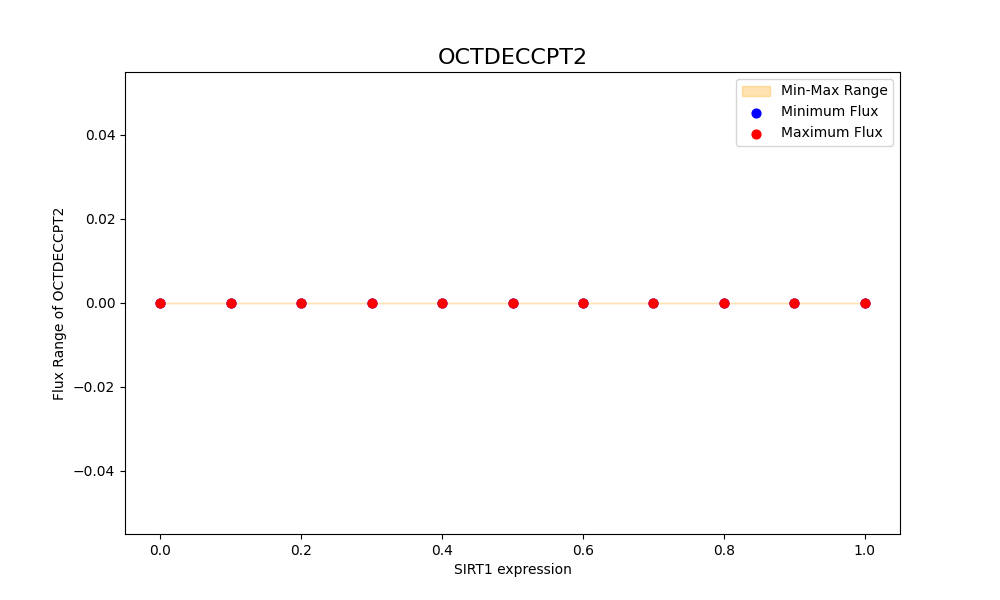 OCTDECCPT2
Min-Max Range
Minimum Flux
Maximum Flux
Flux Range of OCTDECCPT2
0.04
0.02
0.00
−0.02
−0.04
0.0 0.2 0.4 0.6 0.8 1.0
SIRT1 expression